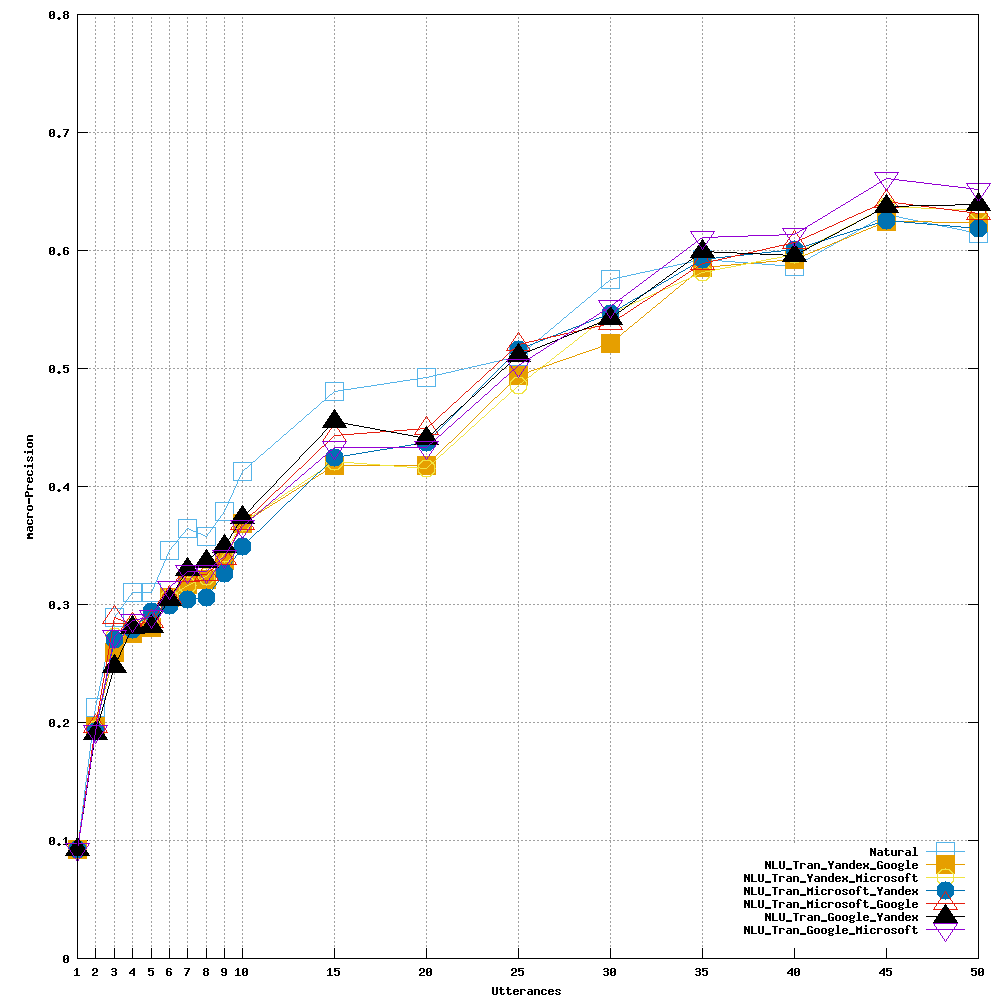 0.8
0.7
0.6
0.5
0.4
0.3
0.2
0.1
0
Macro-Precision
Natural
NLU_Tran_Yandex_Google
NLU_Tran_Yandex_Microsoft
NLU_Tran_Microsoft_Yandex
NLU_Tran_Microsoft_Google
NLU_Tran_Google_Yandex
NLU_Tran_Google_Microsoft
1 2 3 4 5 6 7 8 9 10 15 20 25 30 35 40 45 50
Utterances